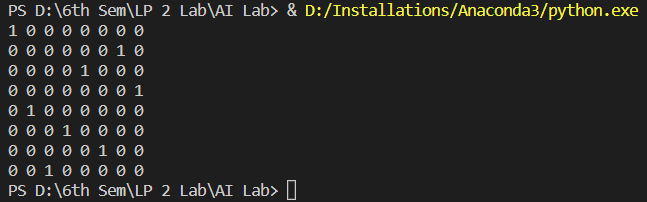 PS D:\6th Sem\LP 2 Lab\AI Lab> & D:/Installations/Anaconda3/python.exe
1 0 0 0 0 0 0 0
0 0 0 0 0 0 1 0
0 0 0 0 1 0 0 0
0 0 0 0 0 0 0 1
0 1 0 0 0 0 0 0
0 0 0 1 0 0 0 0
0 0 0 0 0 1 0 0
0 0 1 0 0 0 0 0
PS D:\6th Sem\LP 2 Lab\AI Lab>